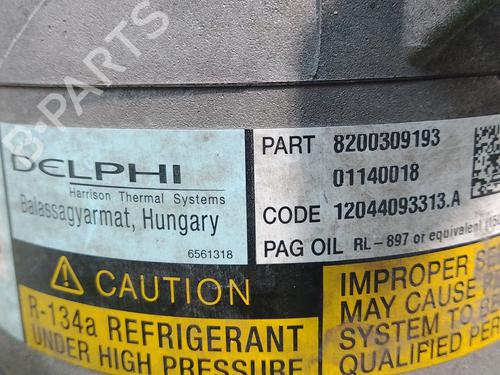 B-PARTS
DELPHI
Harrison Thermal Systems
Balassagyarmat, Hungary
6561318
PART 8200309193
01140018
CODE 12044093313.A
PAG OIL RL-897 or equivalent
CAUTION
R-134a REFRIGERANT
UNDER HIGH PRESSURE
IMPROPER
MAY CAUSE
SYSTEM TO
QUALIFIED